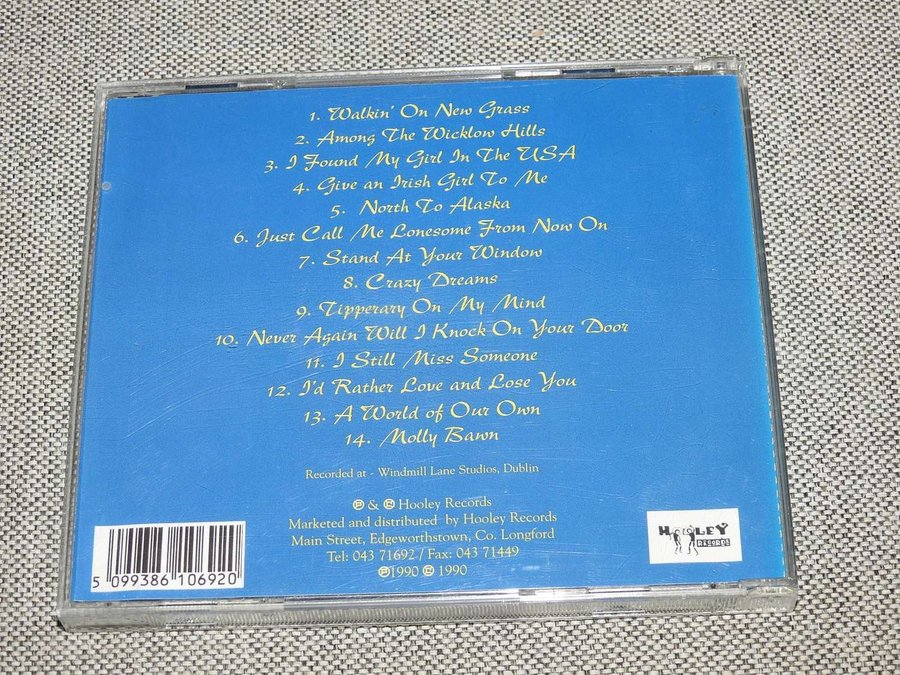 1. Walkin' On New Grass
2. Among The Wicklow Hills
3. I Found My Girl In The USA
4. Give an Irish Girl To Me
5. North To Alaska
6. Just Call Me Lonesome From Now On
7. Stand At Your Window
8. Crazy Dreams
9. Tipperary On My Mind
10. Never Again Will I Knock On Your Door
11. I Still Miss Someone
12. I'd Rather Love and Lose You
13. A World of Our Own
14. Molly Bawn
Recorded at - Windmill Lane Studios, Dublin
℗ & © Hooley Records
Marketed and distributed by Hooley Records
Main Street, Edgeworthstown, Co. Longford
Tel: 043 71692 / Fax: 043 71449
℗1990 © 1990
5 099386 106920
HOOLEY
RECORDS